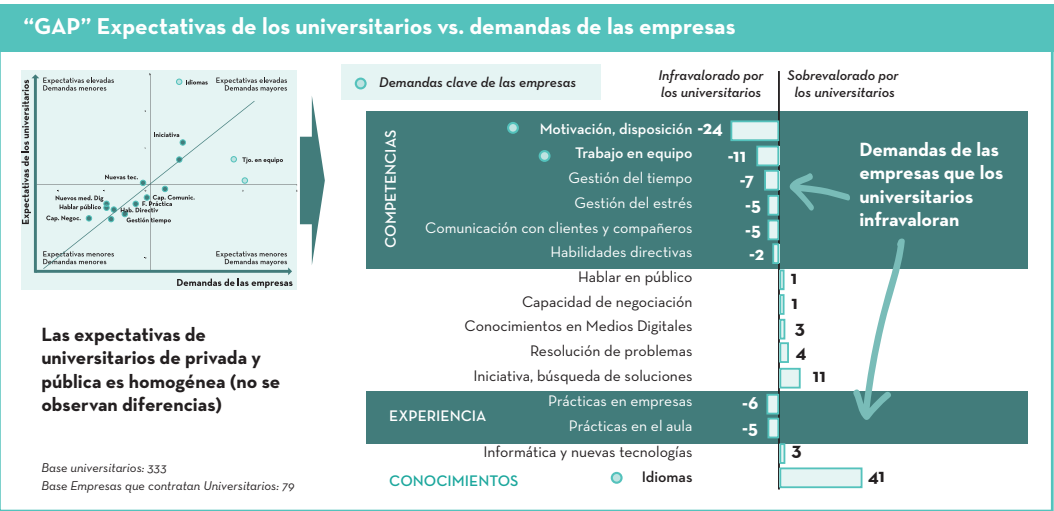 “GAP” Expectativas de los universitarios vs. demandas de las empresas
Expectativas de los universitarios
Expectativas elevadas
Demandas menores
Idiomas
Expectativas elevadas
Demandas mayores
Iniciativa
Tjo. en equipo
Nuevas tec.
Cap. Comunic.
Nuevos med. Dig
F. Práctica
Hablar público
Hab. Directiv
Cap. Negoc.
Gestión tiempo
Expectativas menores
Demandas menores
Expectativas menores
Demandas mayores
Demandas de las empresas
Las expectativas de
universitarios de privada y
pública es homogénea (no se
observan diferencias)
Base universitarios: 333
Base Empresas que contratan Universitarios: 79
Demandas clave de las empresas
Infravalorado por
los universitarios
Sobrevalorado por
los universitarios
COMPETENCIAS
Motivación, disposición -24
Trabajo en equipo -11
Gestión del tiempo -7
Gestión del estrés -5
Comunicación con clientes y compañeros -5
Habilidades directivas -2
Demandas de las
empresas que los
universitarios
infravaloran
Hablar en público 1
Capacidad de negociación 1
Conocimientos en Medios Digitales 3
Resolución de problemas 4
Iniciativa, búsqueda de soluciones 11
EXPERIENCIA
Prácticas en empresas -6
Prácticas en el aula -5
Informática y nuevas tecnologías 3
CONOCIMIENTOS
Idiomas 41